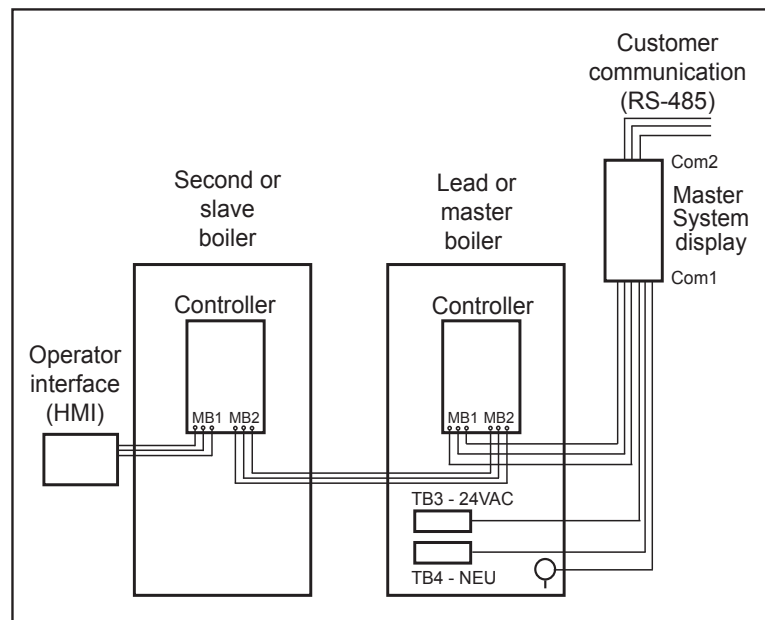 Customer
communication
(RS-485)
Com2
Master
System
display
Com1
Second or
slave
boiler
Lead or
master
boiler
Controller
Controller
Operator
interface
(HMI)
MB1 MB2
MB1 MB2
TB3 - 24VAC
TB4 - NEU